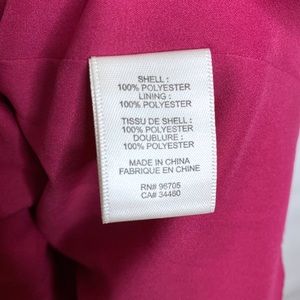 SHELL :
100% POLYESTER
LINING :
100% POLYESTER
TISSU DE SHELL :
100% POLYESTER
DOUBLURE :
100% POLYESTER
MADE IN CHINA
FABRIQUE EN CHINE
RN# 96705
CA# 34460